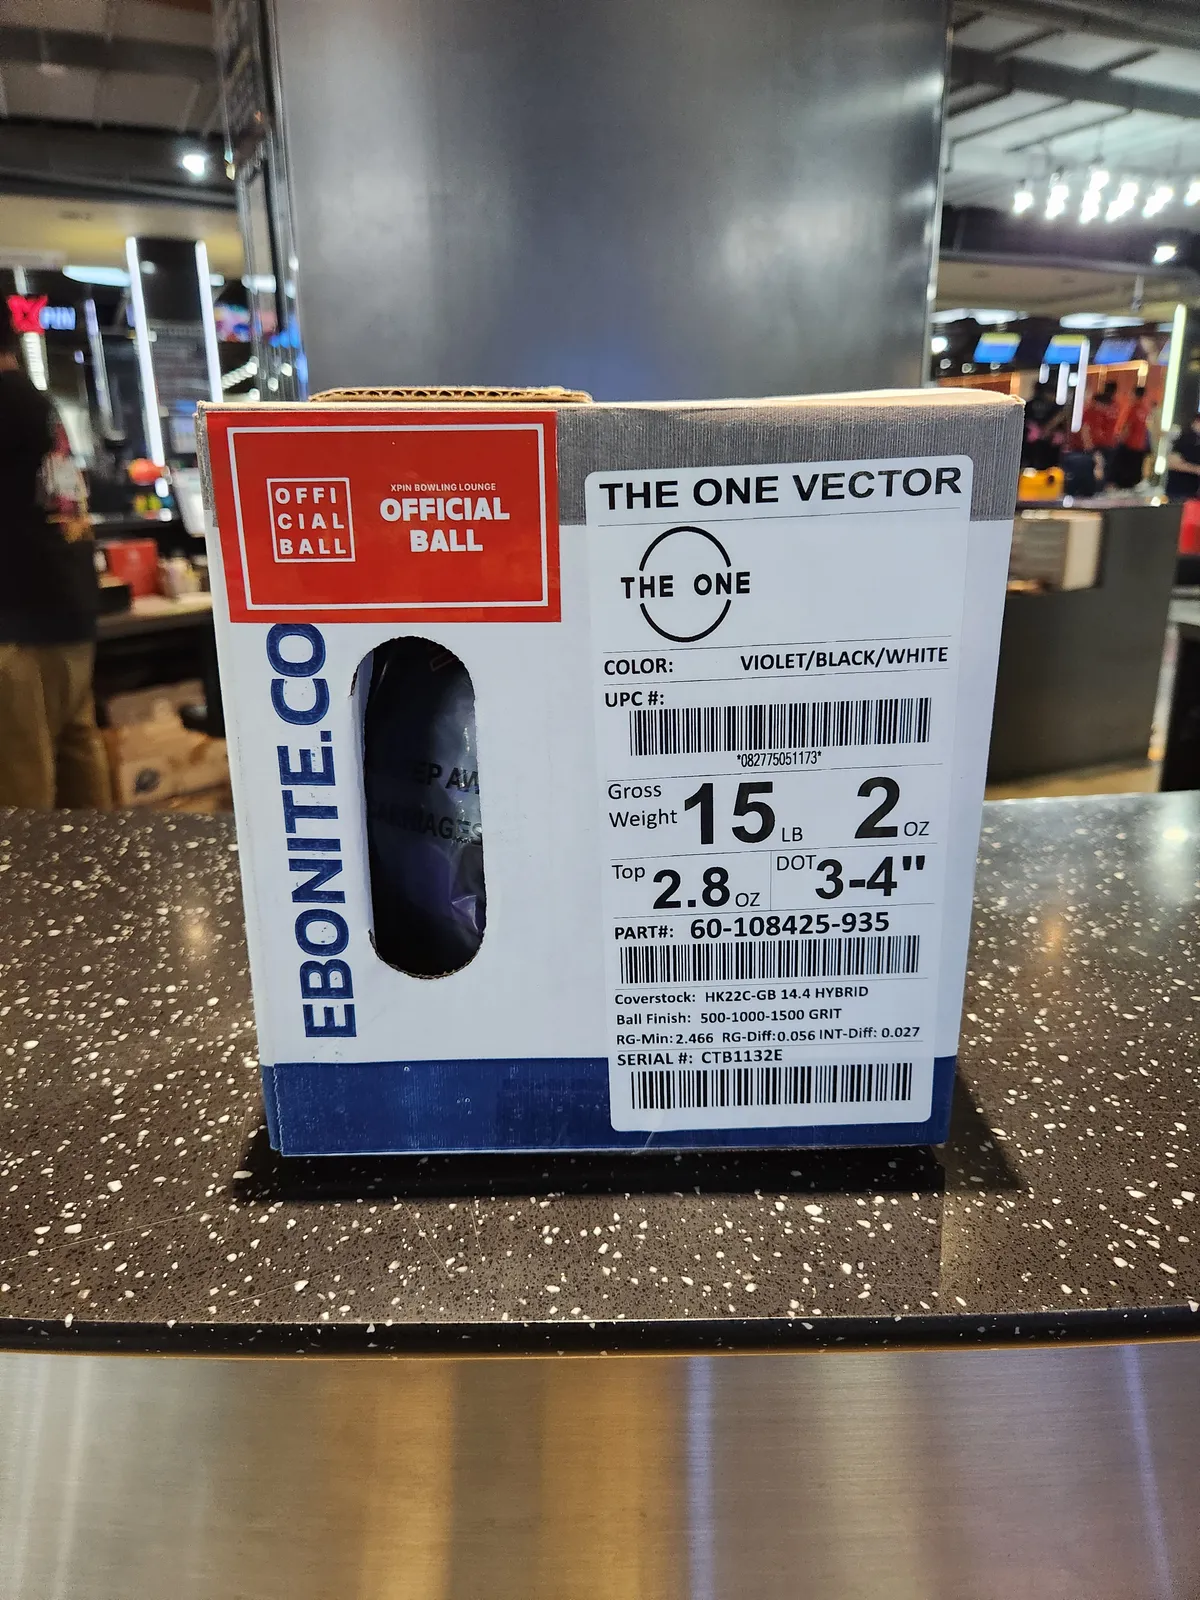 XPIN
OFFI
CIAL
BALL
XPIN BOWLING LOUNGE
OFFICIAL
BALL
EBONITE.CO
THE ONE VECTOR
THE ONE
COLOR: VIOLET/BLACK/WHITE
UPC #:
*082775051173*
Gross Weight 15 LB 2 OZ
Top 2.8 OZ DOT 3-4"
PART#: 60-108425-935
Coverstock: HK22C-GB 14.4 HYBRID
Ball Finish: 500-1000-1500 GRIT
RG-Min: 2.466 RG-Diff: 0.056 INT-Diff: 0.027
SERIAL #: CTB1132E